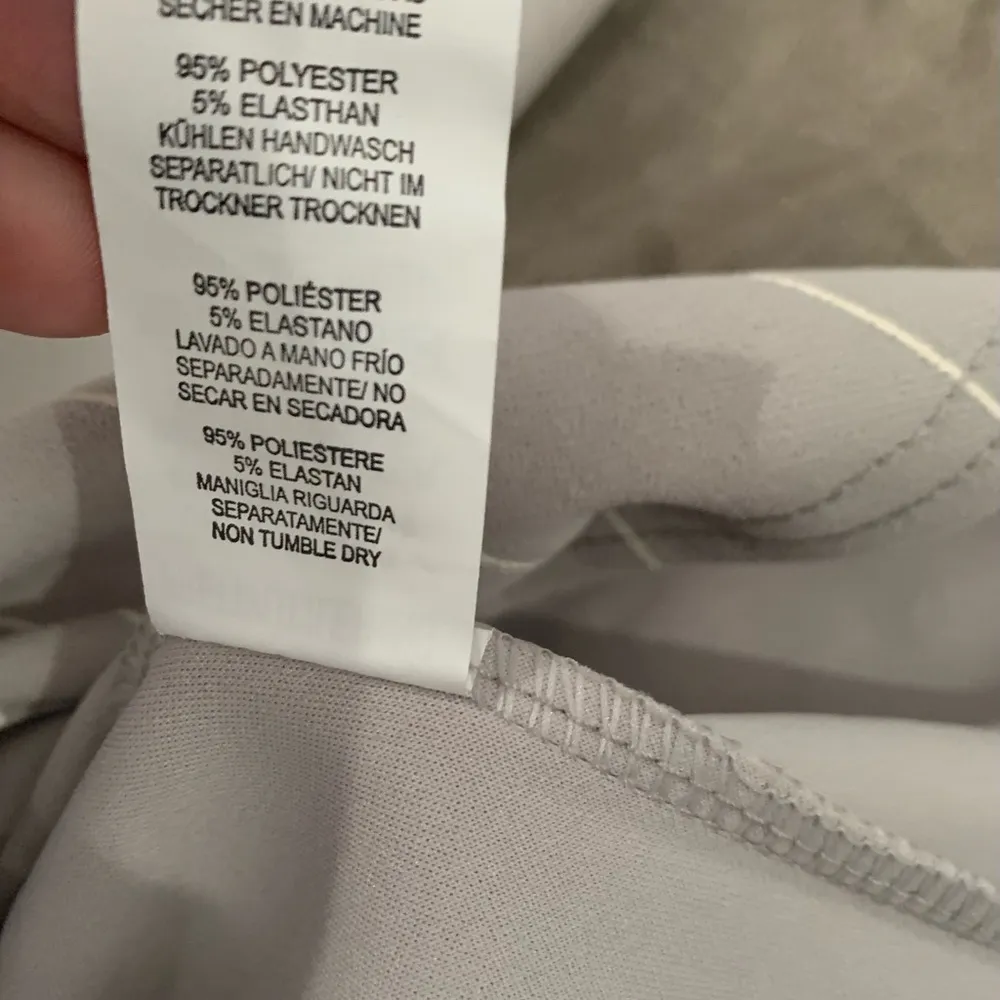 SÉCHER EN MACHINE
95% POLYESTER
5% ELASTHAN
KÜHLEN HANDWASCH
SEPARATLICH/ NICHT IM
TROCKNER TROCKNEN
95% POLIÉSTER
5% ELASTANO
LAVADO A MANO FRÍO
SEPARADAMENTE/ NO
SECAR EN SECADORA
95% POLIESTERE
5% ELASTAN
MANIGLIA RIGUARDA
SEPARATAMENTE/
NON TUMBLE DRY